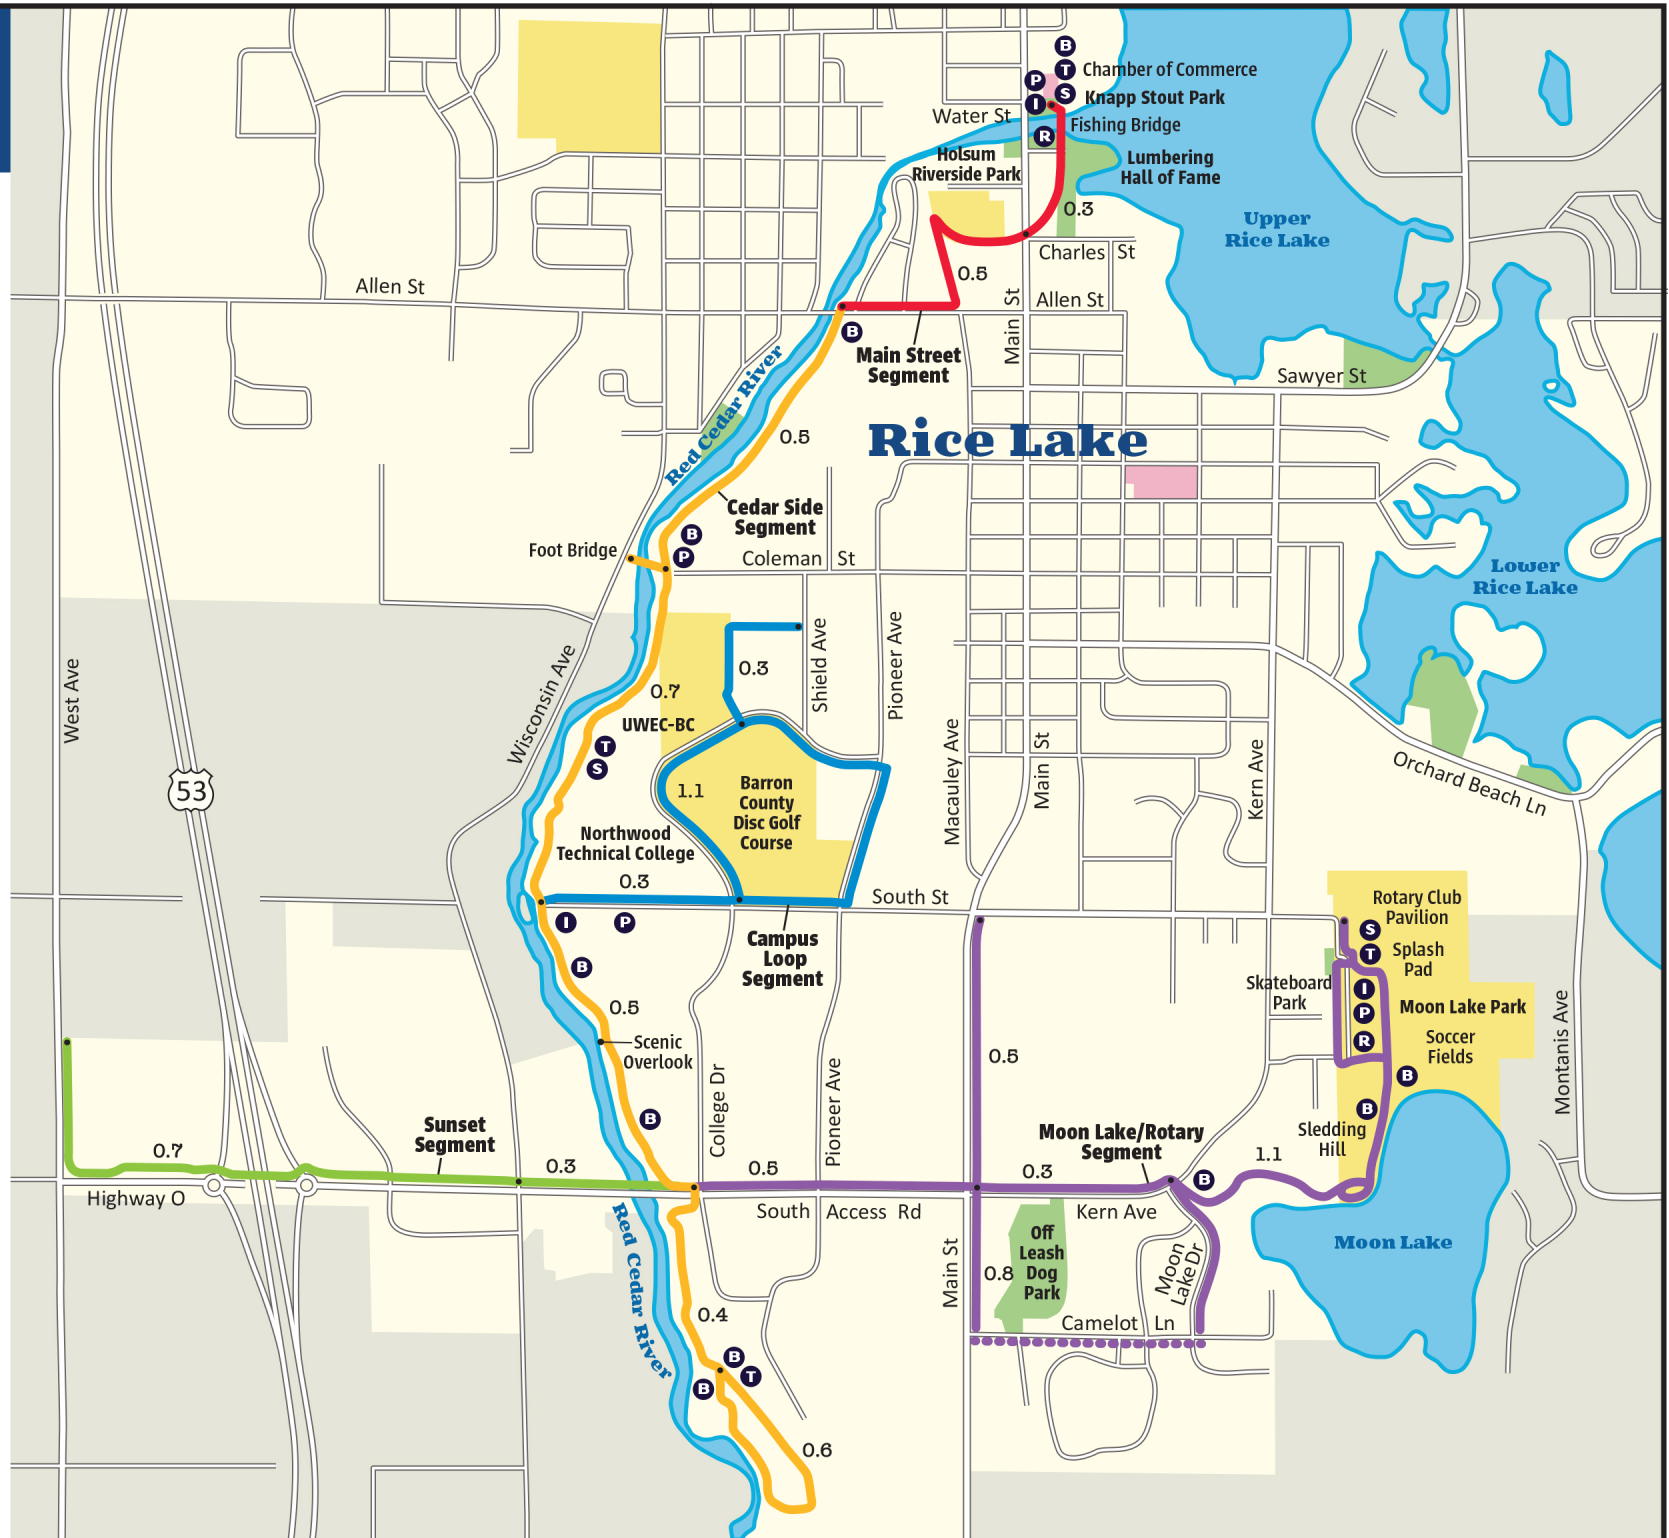 B
T
Chamber of Commerce
P
S
Knapp Stout Park
I
Water St
Fishing Bridge
R
Holsum
Riverside Park
Lumbering
Hall of Fame
0.3
Upper
Rice Lake
Charles St
0.5
Allen St
Allen St
Main St
B
Main Street
Segment
Sawyer St
Red Cedar River
0.5
Rice Lake
Cedar Side
Segment
B
P
Foot Bridge
Coleman St
Lower
Rice Lake
West Ave
Wisconsin Ave
0.3
Shield Ave
Pioneer Ave
0.7
UWEC-BC
T
S
Macauley Ave
Main St
Kern Ave
Orchard Beach Ln
53
1.1
Barron
County
Disc Golf
Course
Northwood
Technical College
0.3
South St
I
P
Rotary Club
Pavilion
S
T
Splash
Pad
Campus
Loop
Segment
B
Skateboard
Park
I
P
R
Moon Lake Park
Soccer
Fields
Montanis Ave
0.5
Scenic
Overlook
0.5
B
College Dr
Pioneer Ave
B
B
Sledding
Hill
Sunset
Segment
Moon Lake/Rotary
Segment
0.7
0.3
0.5
0.3
B
1.1
Highway O
South Access Rd
Kern Ave
Red Cedar River
Main St
Off
Leash
Dog
Park
0.8
Moon
Lake Dr
Moon Lake
0.4
Camelot Ln
B
T
B
0.6